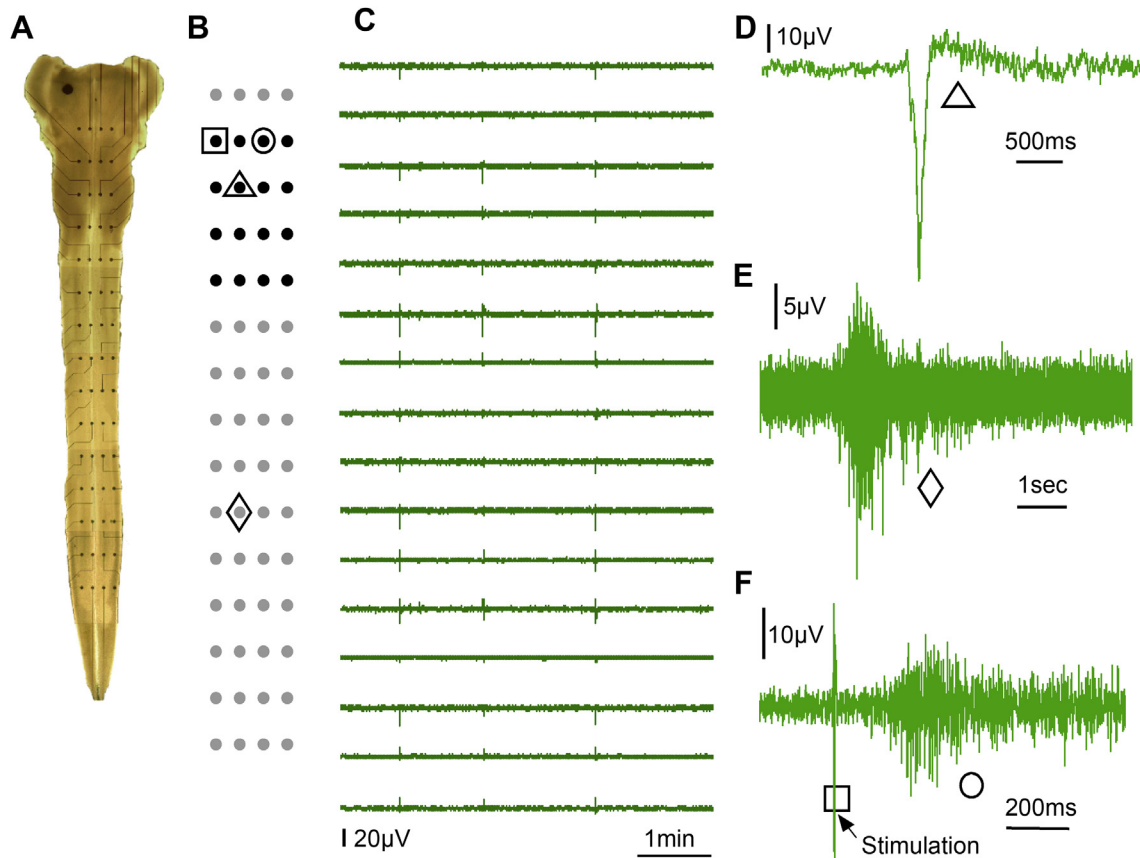 A
B
C
I 20µV
1min
D
10µV
500ms
E
5µV
1sec
F
10µV
200ms
Stimulation